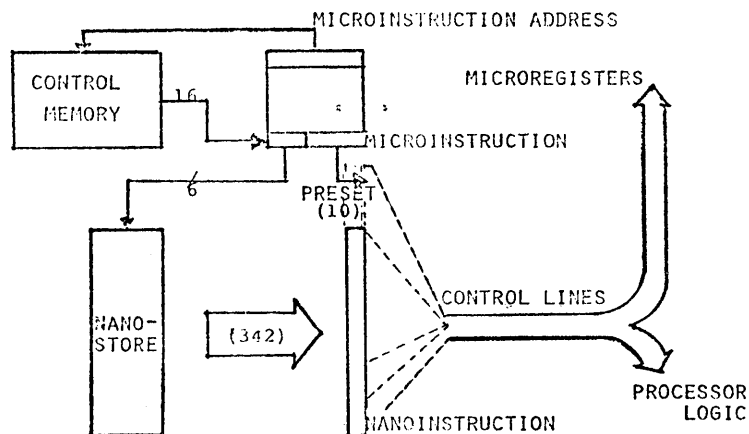 MICROINSTRUCTION ADDRESS
CONTROL
MEMORY
16
MICROREGISTERS
MICROINSTRUCTION
6
PRESET
(10)
CONTROL LINES
NANO-
STORE
(342)
NANOINSTRUCTION
PROCESSOR
LOGIC